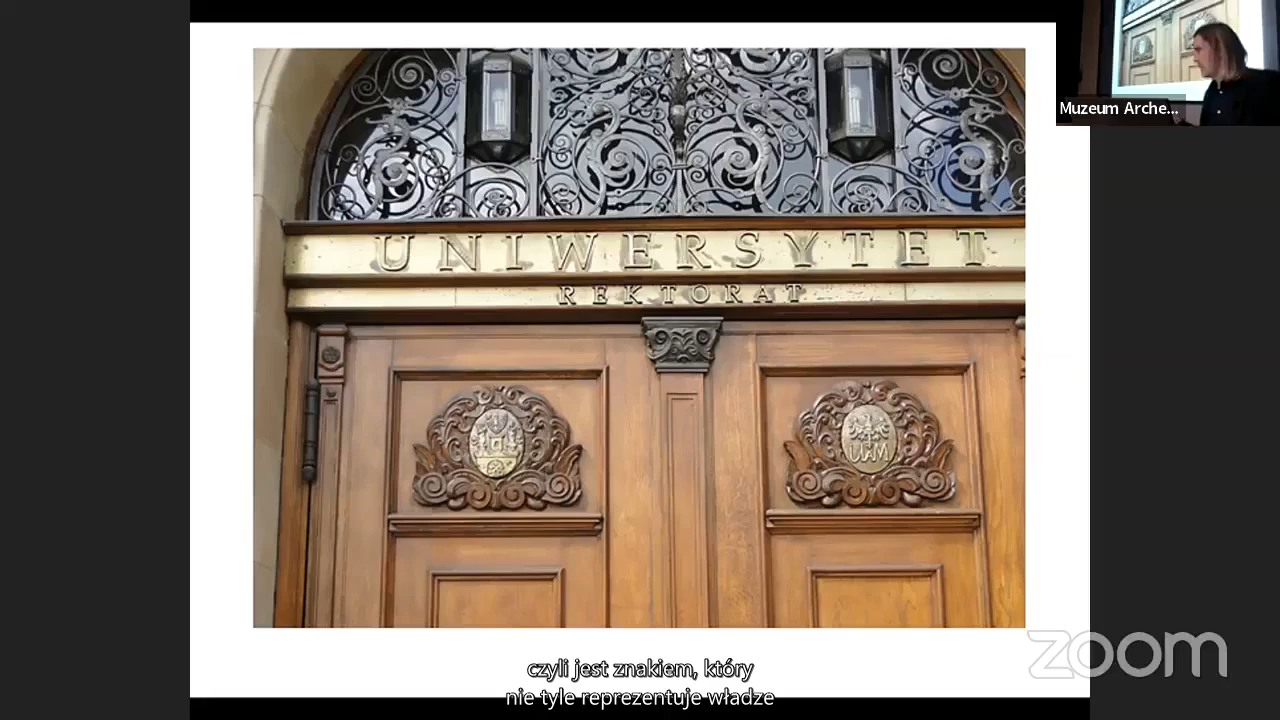 Muzeum Arche...
UNIWERSYTET
REKTORAT
UAM
zoom
czyli jest znakiem, który
nie tyle reprezentuje władze